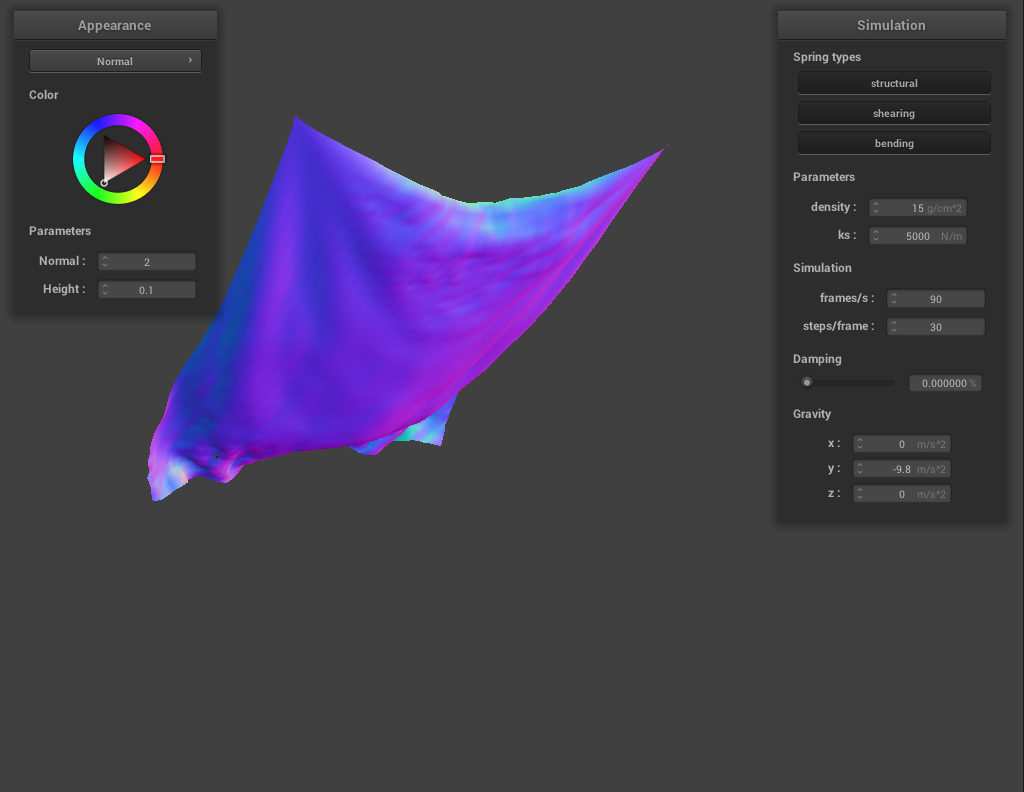 Appearance
Normal
Color
Parameters
Normal : 2
Height : 0.1
Simulation
Spring types
structural
shearing
bending
Parameters
density : 15 g/cm^2
ks : 5000 N/m
Simulation
frames/s : 90
steps/frame : 30
Damping
0.000000 %
Gravity
x : 0 m/s^2
y : -9.8 m/s^2
z : 0 m/s^2